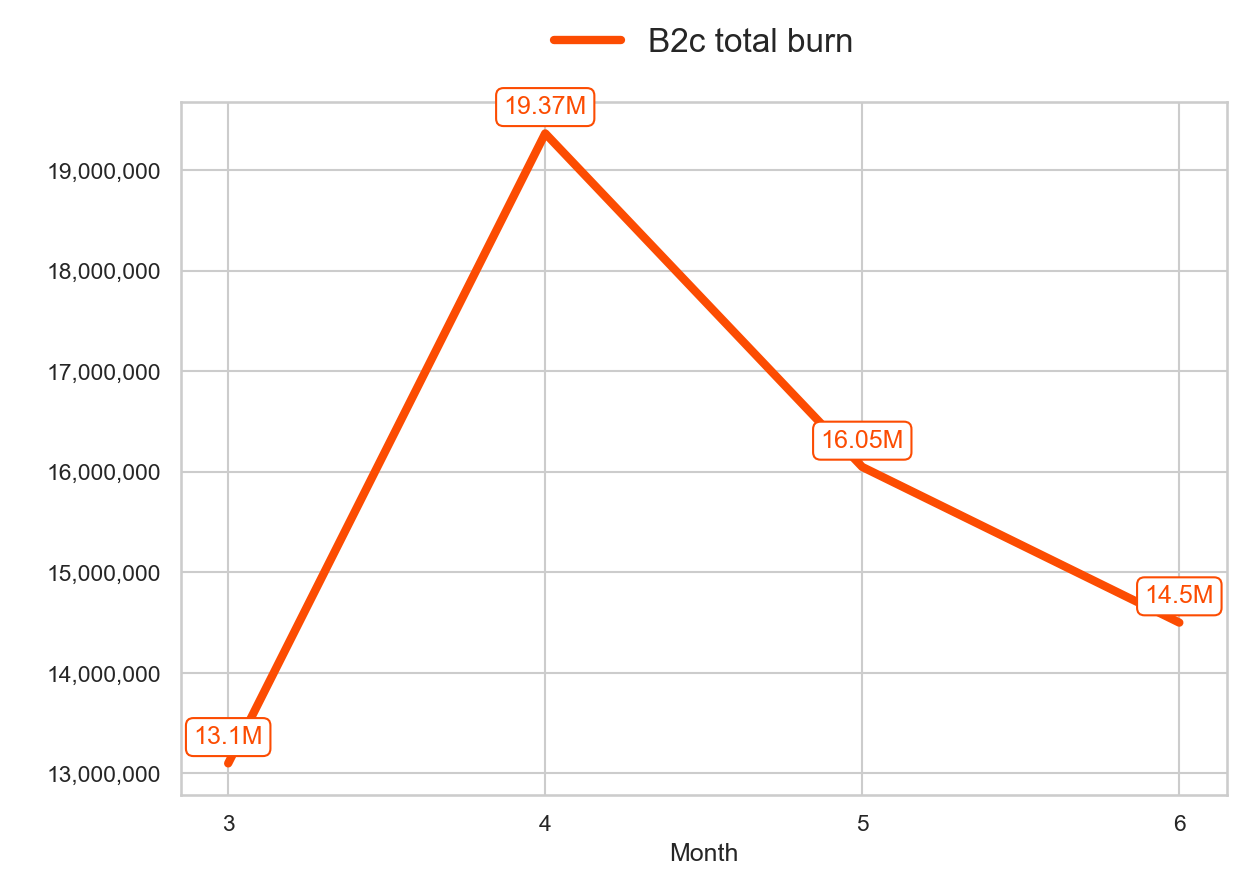 B2c total burn
19.37M
19,000,000
18,000,000
17,000,000
16.05M
16,000,000
15,000,000
14.5M
14,000,000
13.1M
13,000,000
3 4 5 6
Month